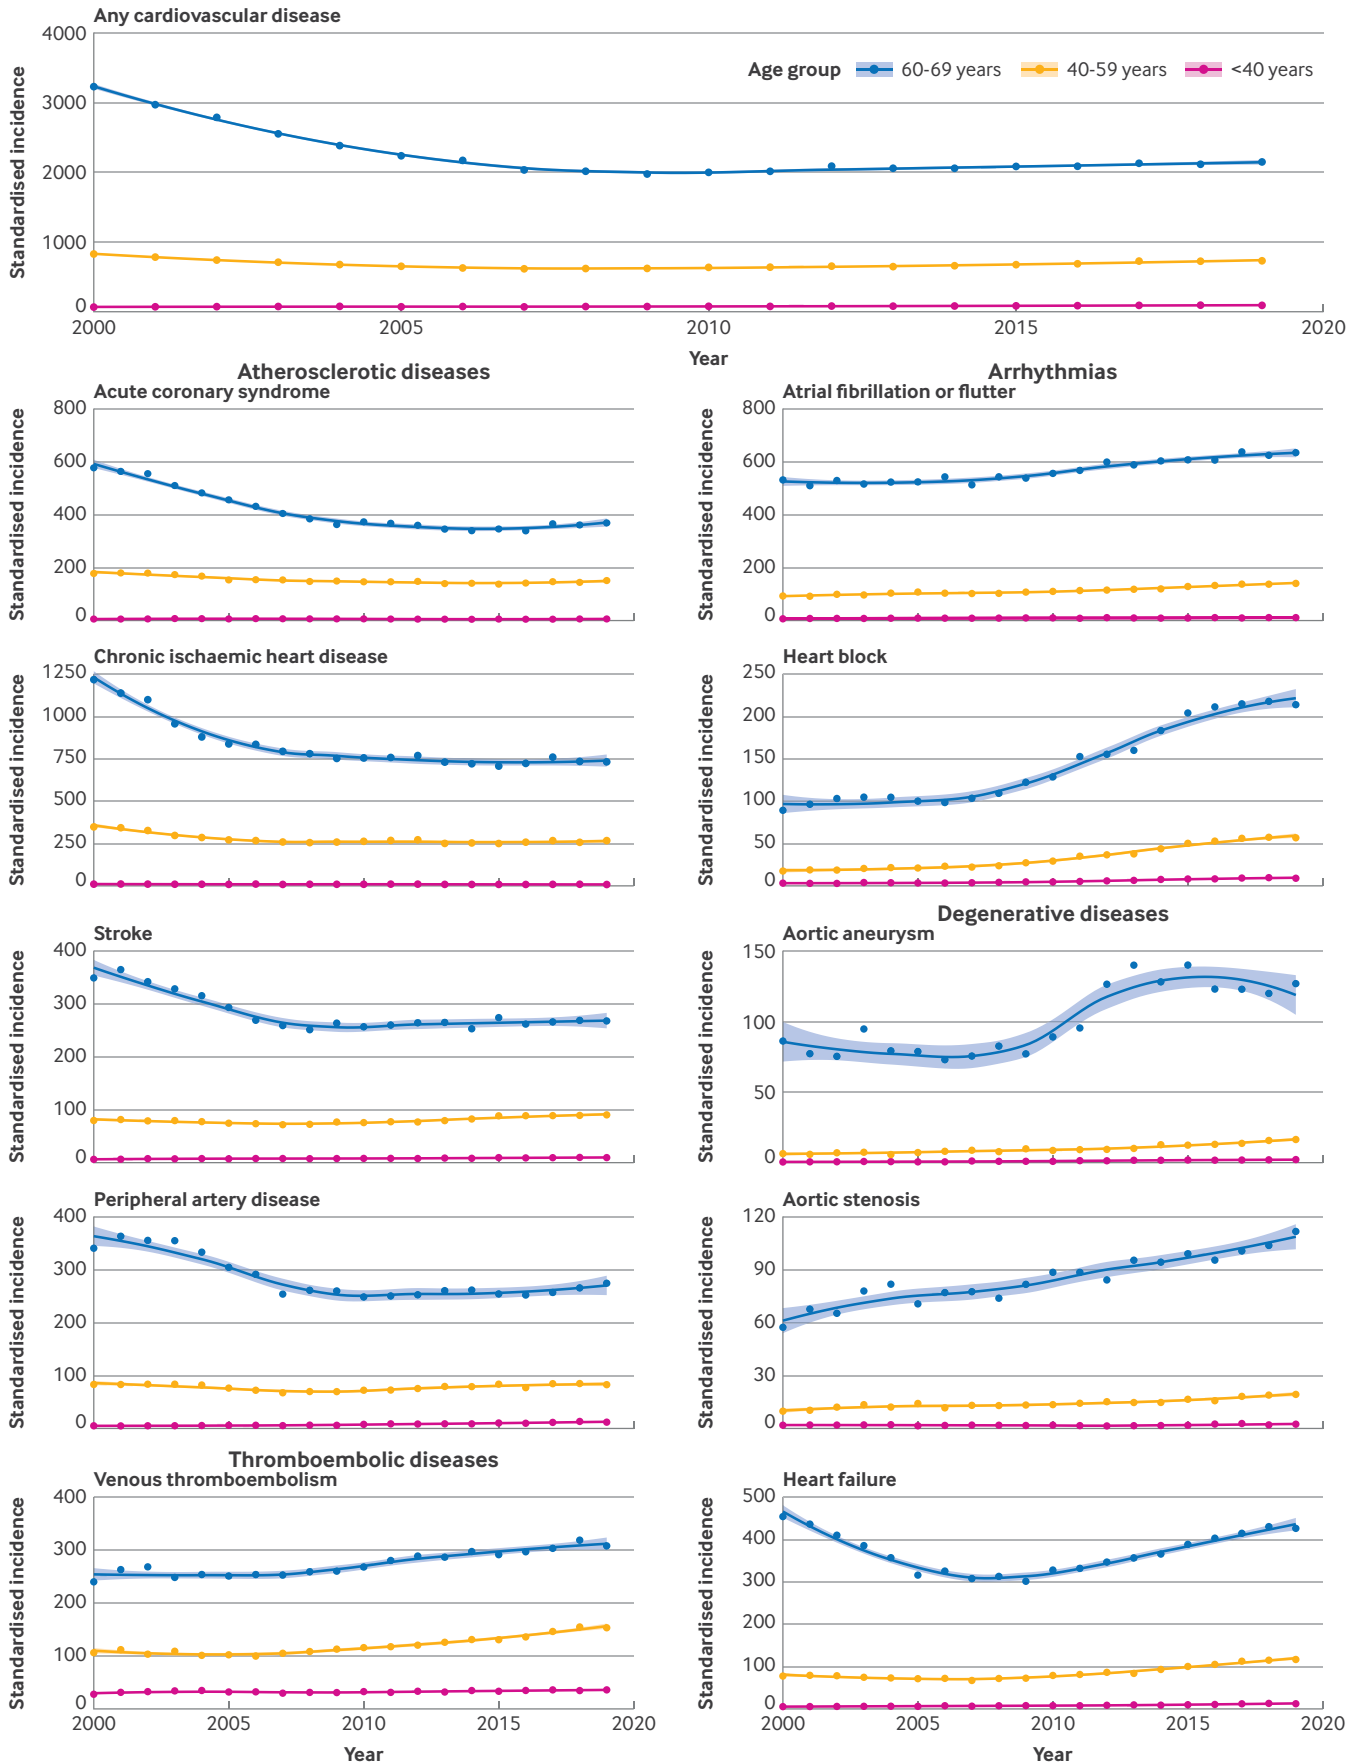 Any cardiovascular disease
Standardised incidence
4000
3000
2000
1000
0
Age group 60-69 years 40-59 years <40 years
2000 2005 2010 2015 2020
Year
Atherosclerotic diseases
Acute coronary syndrome
Standardised incidence
800
600
400
200
0
Chronic ischaemic heart disease
Standardised incidence
1250
1000
750
500
250
0
Stroke
Standardised incidence
400
300
200
100
0
Peripheral artery disease
Standardised incidence
400
300
200
100
0
Thromboembolic diseases
Venous thromboembolism
Standardised incidence
400
300
200
100
0
2000 2005 2010 2015 2020
Year
Arrhythmias
Atrial fibrillation or flutter
Standardised incidence
800
600
400
200
0
Heart block
Standardised incidence
250
200
150
100
50
0
Degenerative diseases
Aortic aneurysm
Standardised incidence
150
100
50
0
Aortic stenosis
Standardised incidence
120
90
60
30
0
Heart failure
Standardised incidence
500
400
300
200
100
0
2000 2005 2010 2015 2020
Year